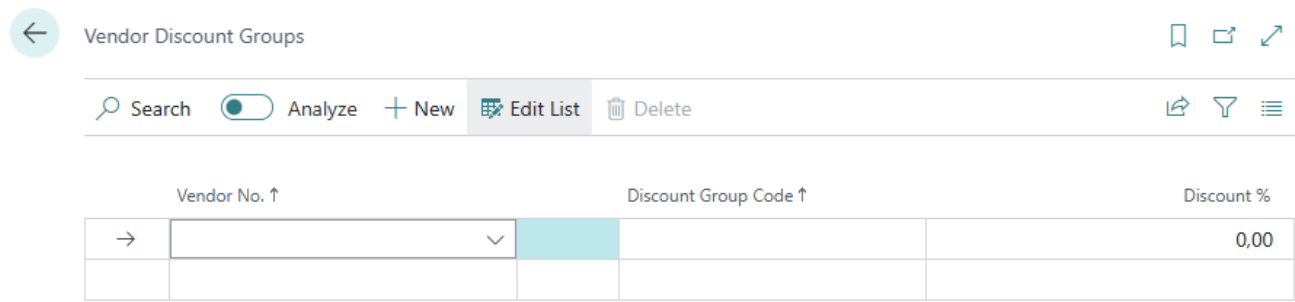 Vendor Discount Groups
Search Analyze New Edit List Delete
Vendor No. ↑ Discount Group Code ↑ Discount %
0,00